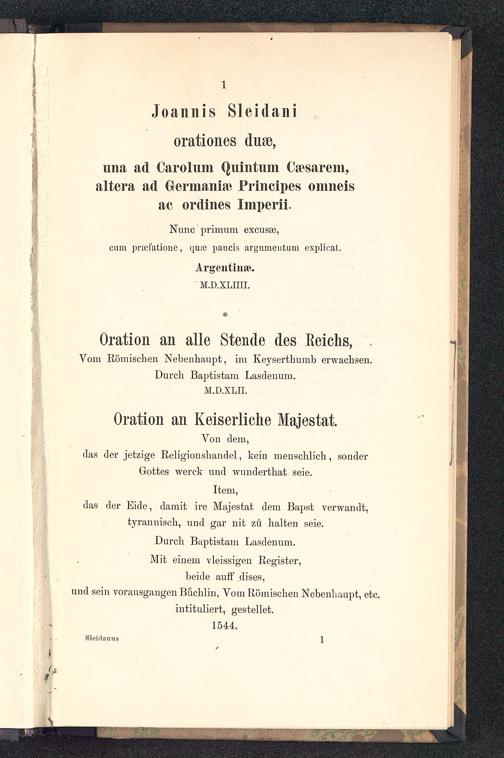 1
Joannis Sleidani
orationes duæ,
una ad Carolum Quintum Cæsarem,
altera ad Germaniæ Principes omneis
ac ordines Imperii.
Nunc primum excusæ,
cum præfatione, quæ paucis argumentum explicat.
Argentinæ.
M.D.XLIIII.
*
Oration an alle Stende des Reichs,
Vom Römischen Nebenhaupt, im Keyserthumb erwachsen.
Durch Baptistam Lasdenum.
M.D.XLII.
Oration an Keiserliche Majestat.
Von dem,
das der jetzige Religionshandel, kein menschlich, sonder
Gottes werck und wunderthat seie.
Item,
das der Eide, damit ire Majestat dem Bapst verwandt,
tyrannisch, und gar nit zů halten seie.
Durch Baptistam Lasdenum.
Mit einem vleissigen Register,
beide auff dises,
und sein vorausgangen Bůchlin, Vom Römischen Nebenhaupt, etc.
intituliert, gestellet.
1544.
Sleidanus 1